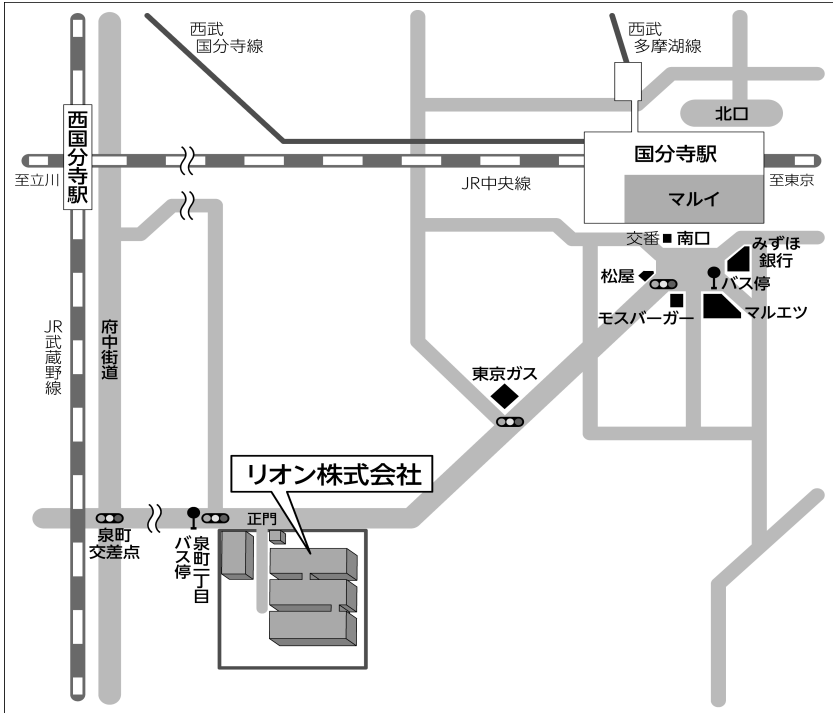 西武
国分寺線
西武
多摩湖線
北口
西国分寺駅
国分寺駅
至立川
JR中央線
至東京
マルイ
交番
南口
みずほ
銀行
松屋
バス停
モスバーガー
マルエツ
JR武蔵野線
府中街道
東京ガス
リオン株式会社
正門
泉町
交差点
泉町一丁目
バス停